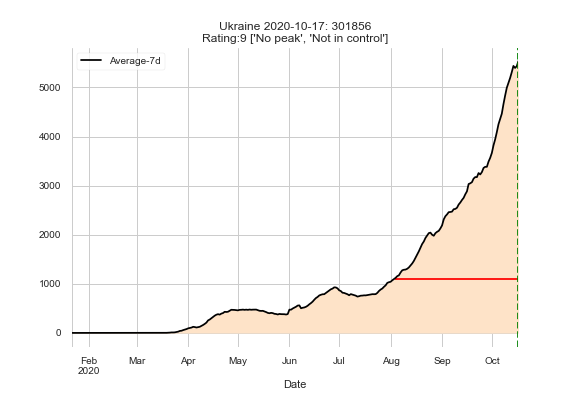 Ukraine 2020-10-17: 301856
Rating:9 ['No peak', 'Not in control']
Average-7d
5000
4000
3000
2000
1000
0
Feb Mar Apr May Jun Jul Aug Sep Oct
2020
Date